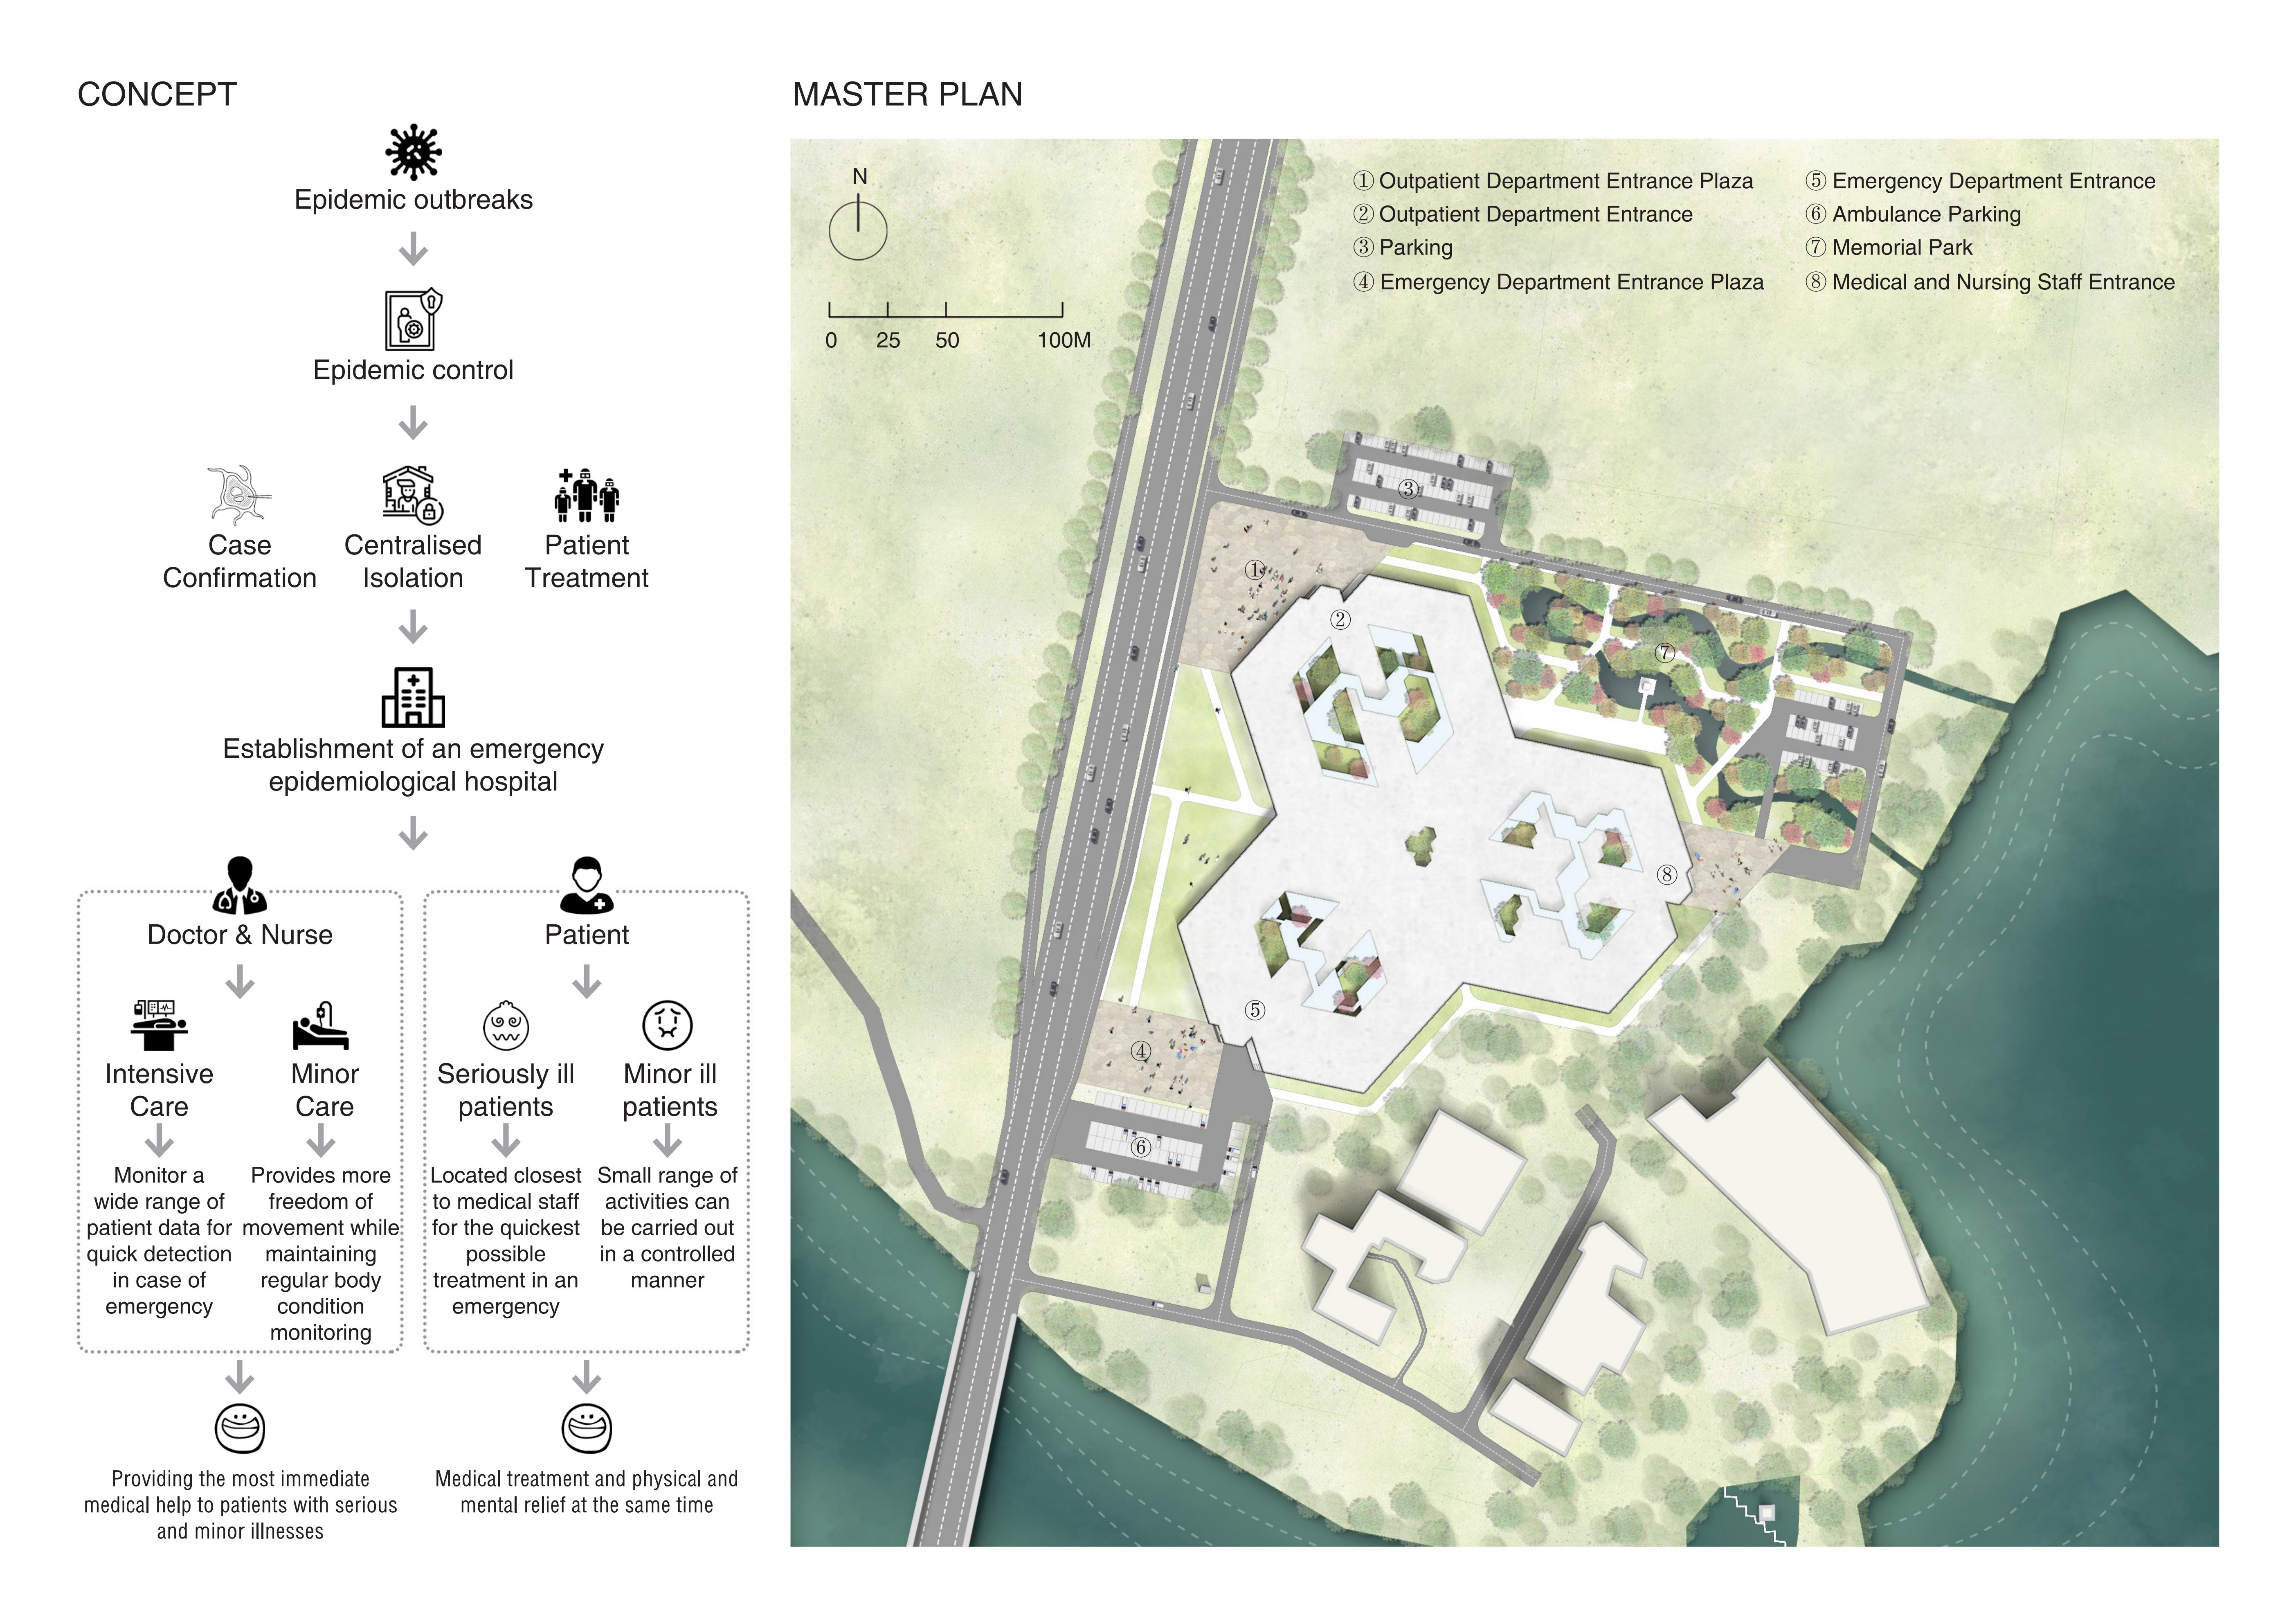 CONCEPT
Epidemic outbreaks
Epidemic control
Case
Confirmation
Centralised
Isolation
Patient
Treatment
Establishment of an emergency
epidemiological hospital
Doctor & Nurse
Intensive
Care
Monitor a
wide range of
patient data for
quick detection
in case of
emergency
Minor
Care
Provides more
freedom of
movement while
maintaining
regular body
condition
monitoring
Providing the most immediate
medical help to patients with serious
and minor illnesses
Patient
Seriously ill
patients
Located closest
to medical staff
for the quickest
possible
treatment in an
emergency
Minor ill
patients
Small range of
activities can
be carried out
in a controlled
manner
Medical treatment and physical and
mental relief at the same time
MASTER PLAN
N
0 25 50 100M
① Outpatient Department Entrance Plaza
② Outpatient Department Entrance
③ Parking
④ Emergency Department Entrance Plaza
⑤ Emergency Department Entrance
⑥ Ambulance Parking
⑦ Memorial Park
⑧ Medical and Nursing Staff Entrance
③
①
②
⑦
⑧
⑤
④
⑥